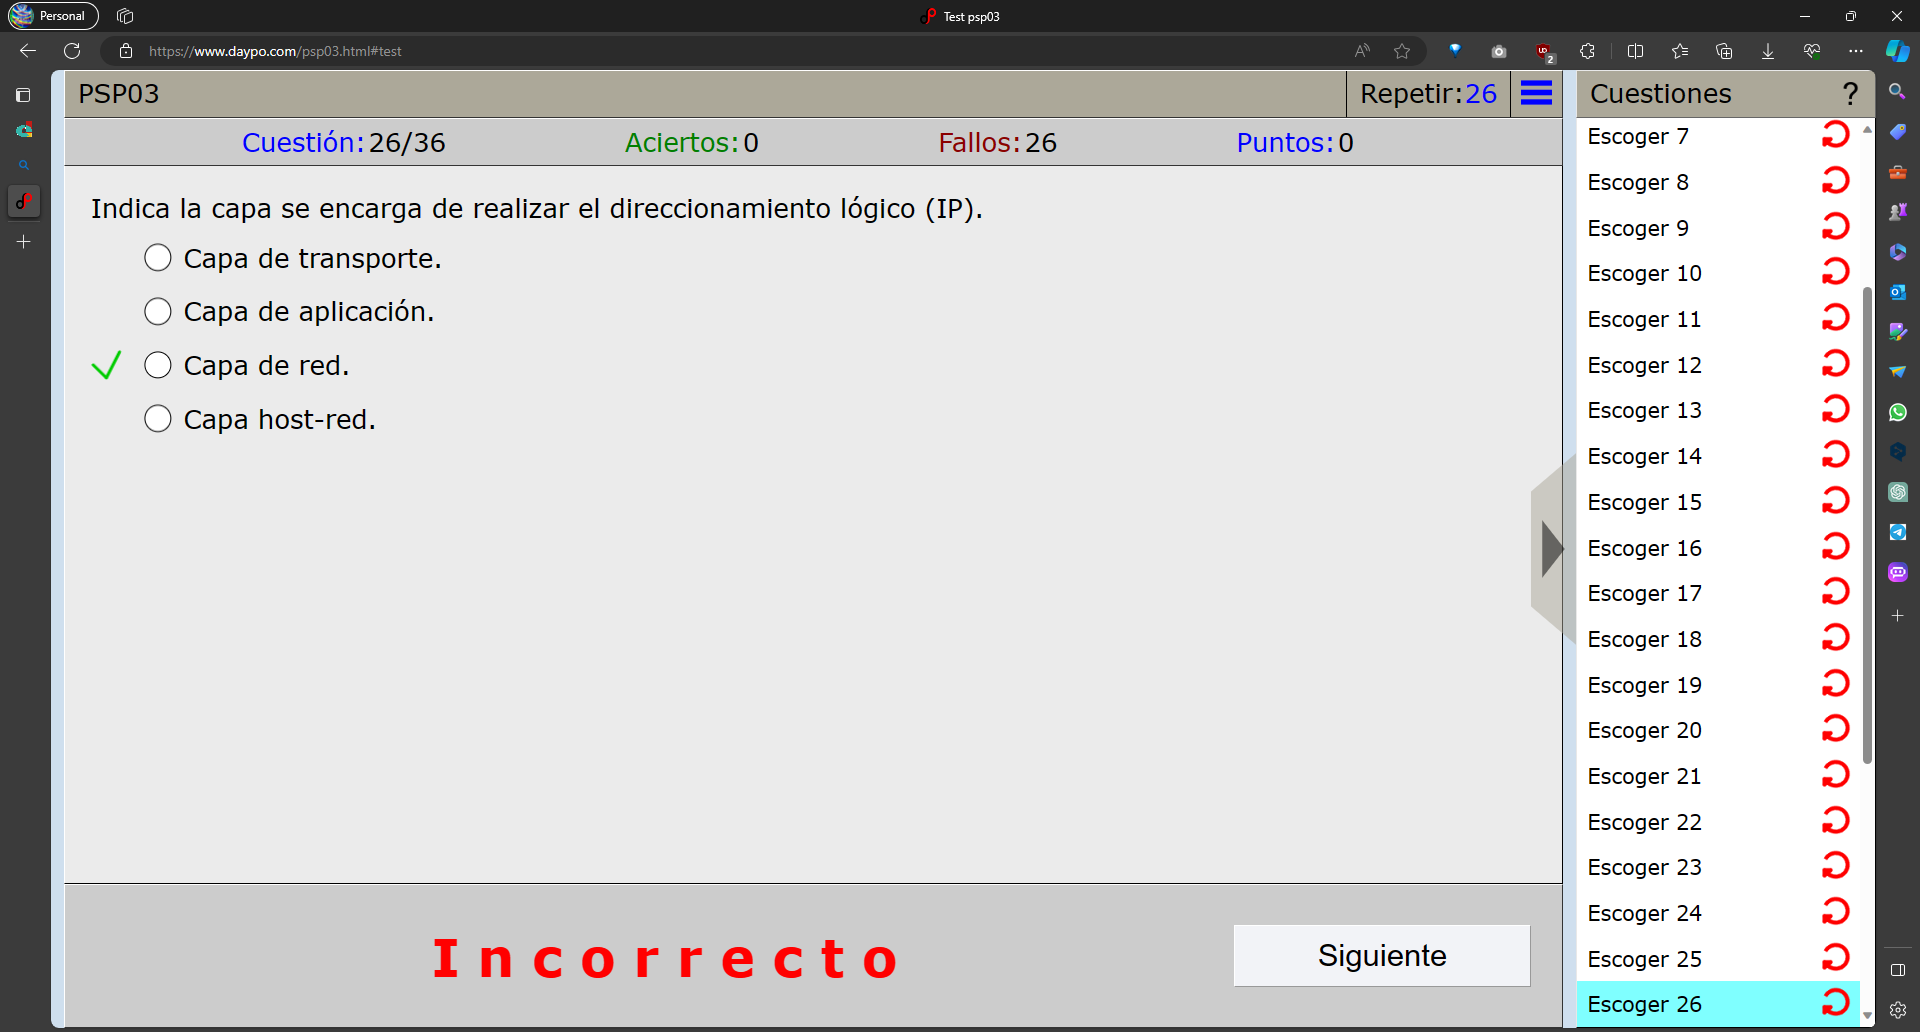 Personal
Test psp03
https://www.daypo.com/psp03.html#test
2
PSP03
Repetir:26
Cuestiones
?
Cuestión:26/36
Aciertos:0
Fallos:26
Puntos:0
Indica la capa se encarga de realizar el direccionamiento lógico (IP).
Capa de transporte.
Capa de aplicación.
Capa de red.
Capa host-red.
Incorrecto
Siguiente
Escoger 7
Escoger 8
Escoger 9
Escoger 10
Escoger 11
Escoger 12
Escoger 13
Escoger 14
Escoger 15
Escoger 16
Escoger 17
Escoger 18
Escoger 19
Escoger 20
Escoger 21
Escoger 22
Escoger 23
Escoger 24
Escoger 25
Escoger 26